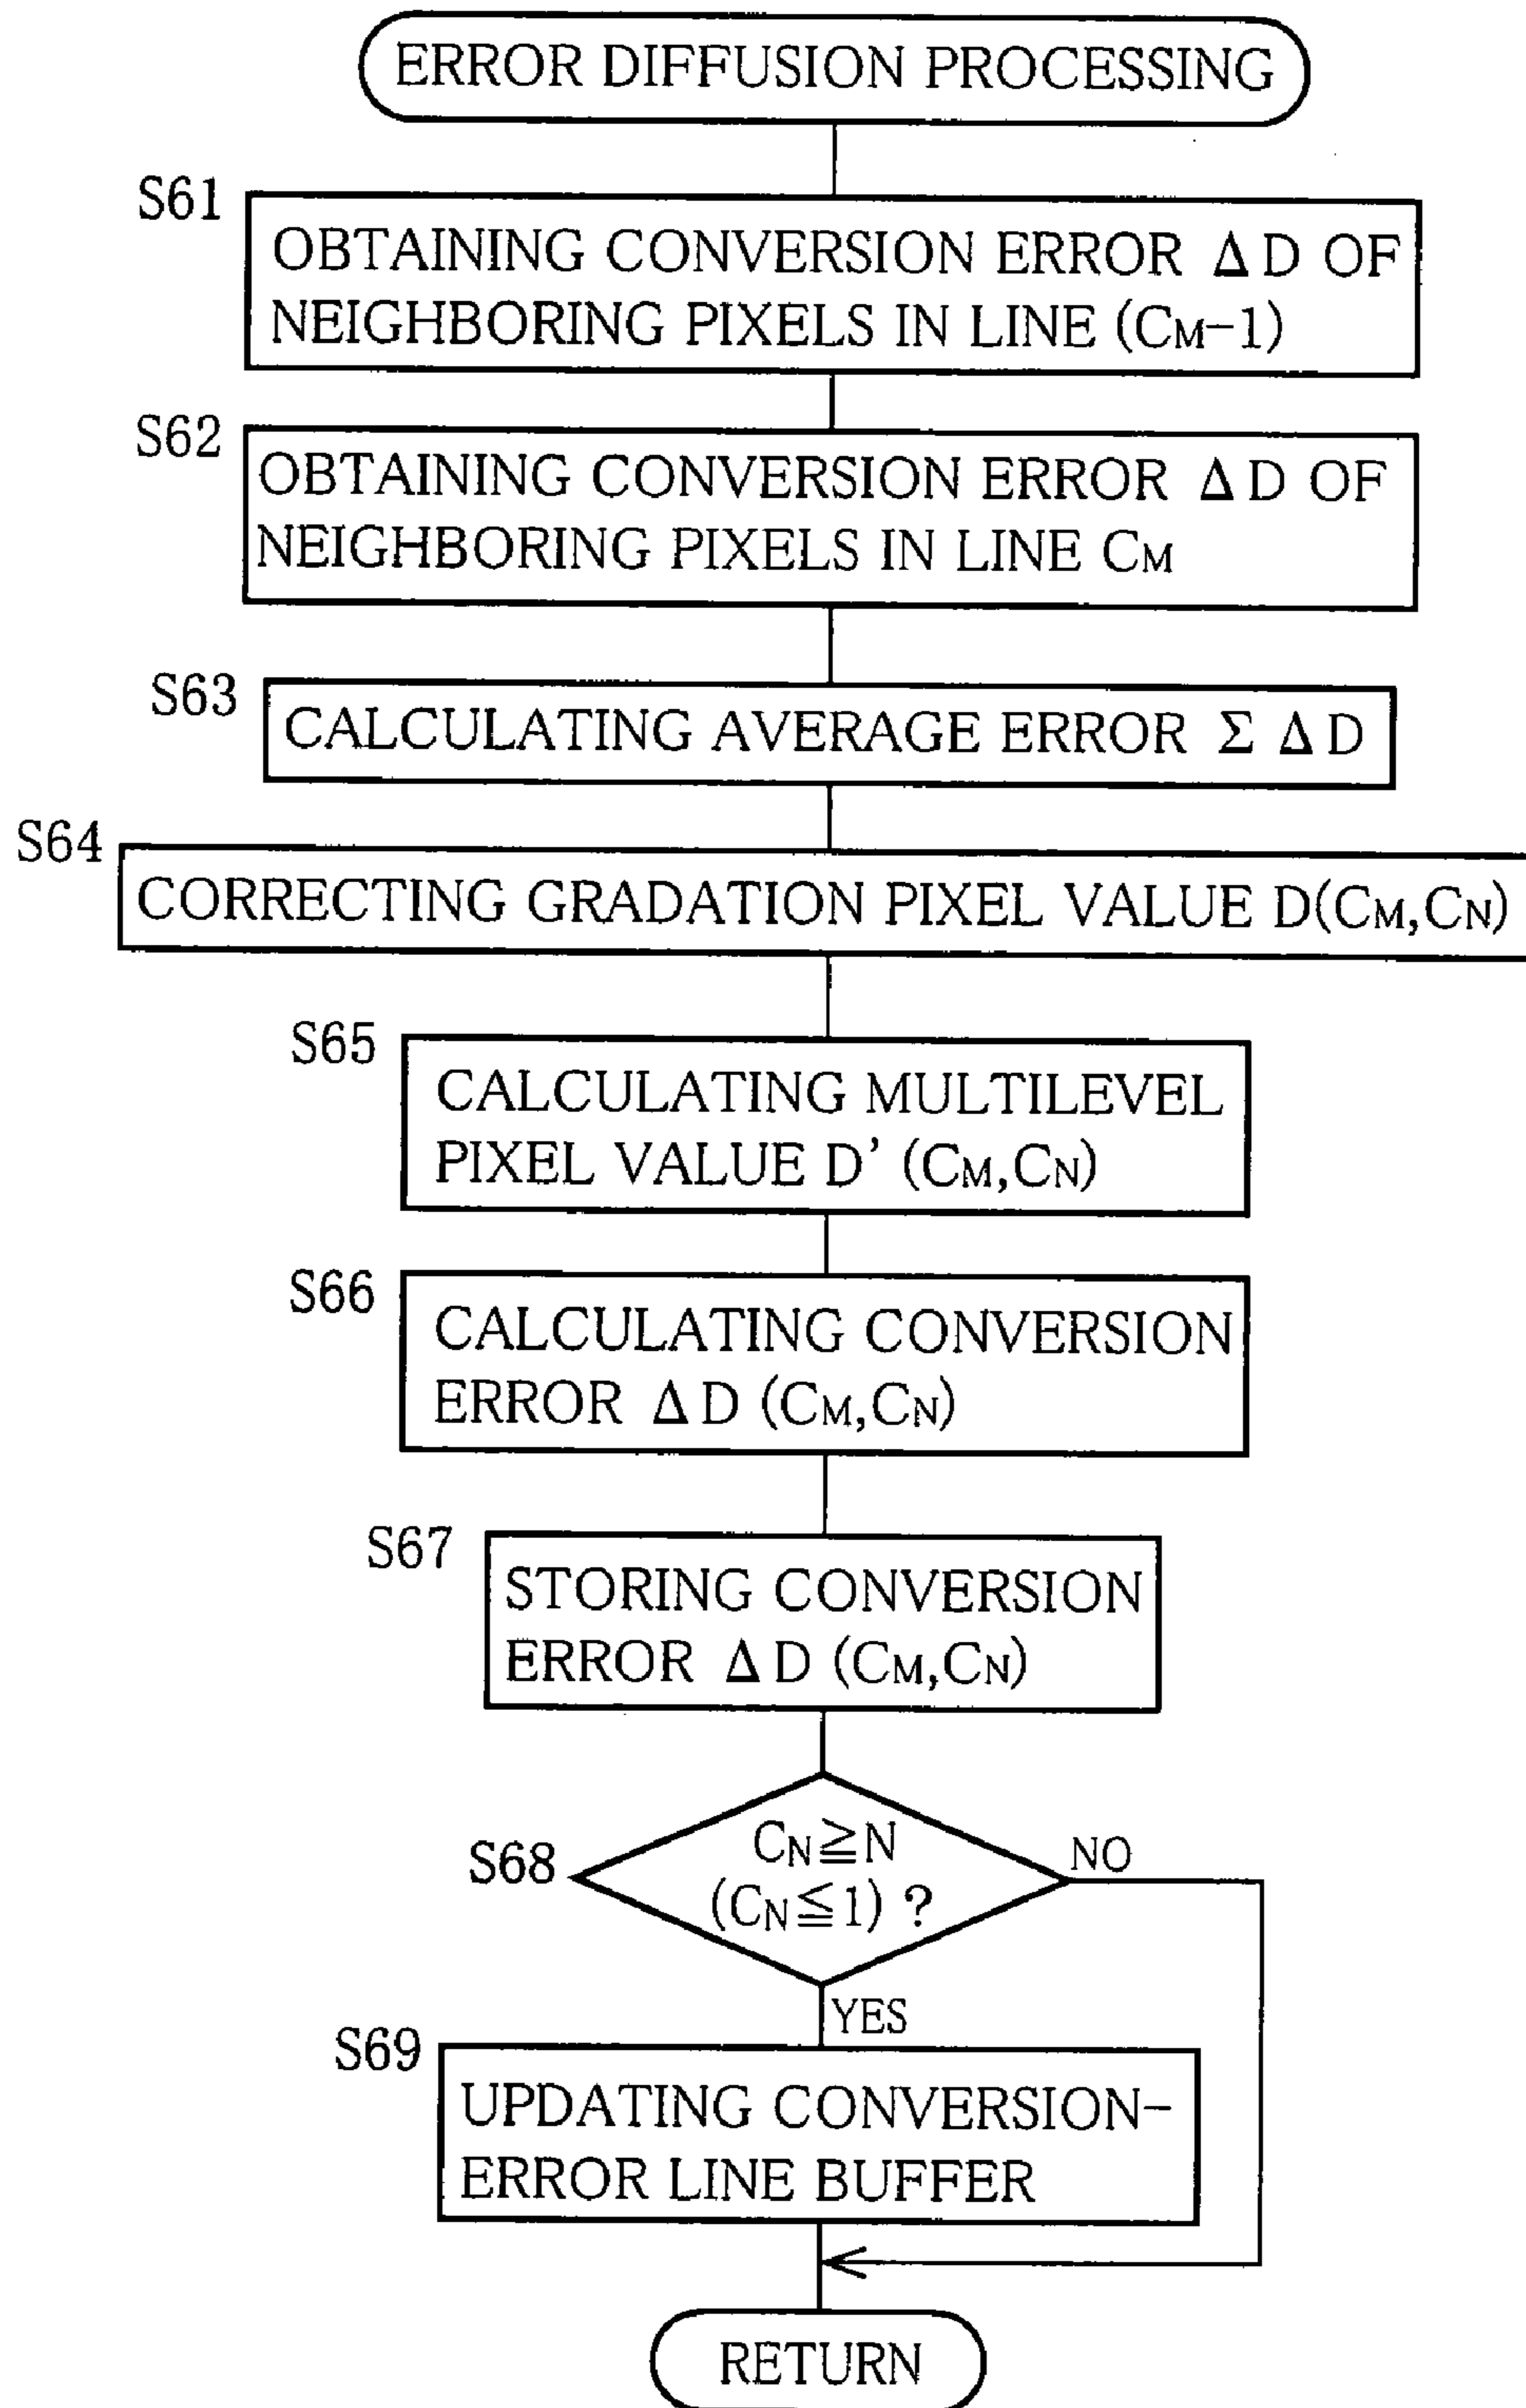 ERROR DIFFUSION PROCESSING
S61
OBTAINING CONVERSION ERROR ΔD OF
NEIGHBORING PIXELS IN LINE (CM-1)
S62
OBTAINING CONVERSION ERROR ΔD OF
NEIGHBORING PIXELS IN LINE CM
S63
CALCULATING AVERAGE ERROR Σ ΔD
S64
CORRECTING GRADATION PIXEL VALUE D(CM,CN)
S65
CALCULATING MULTILEVEL
PIXEL VALUE D' (CM,CN)
S66
CALCULATING CONVERSION
ERROR ΔD (CM,CN)
S67
STORING CONVERSION
ERROR ΔD (CM,CN)
S68
CN≧N
(CN≦1) ?
NO
YES
S69
UPDATING CONVERSION-
ERROR LINE BUFFER
RETURN